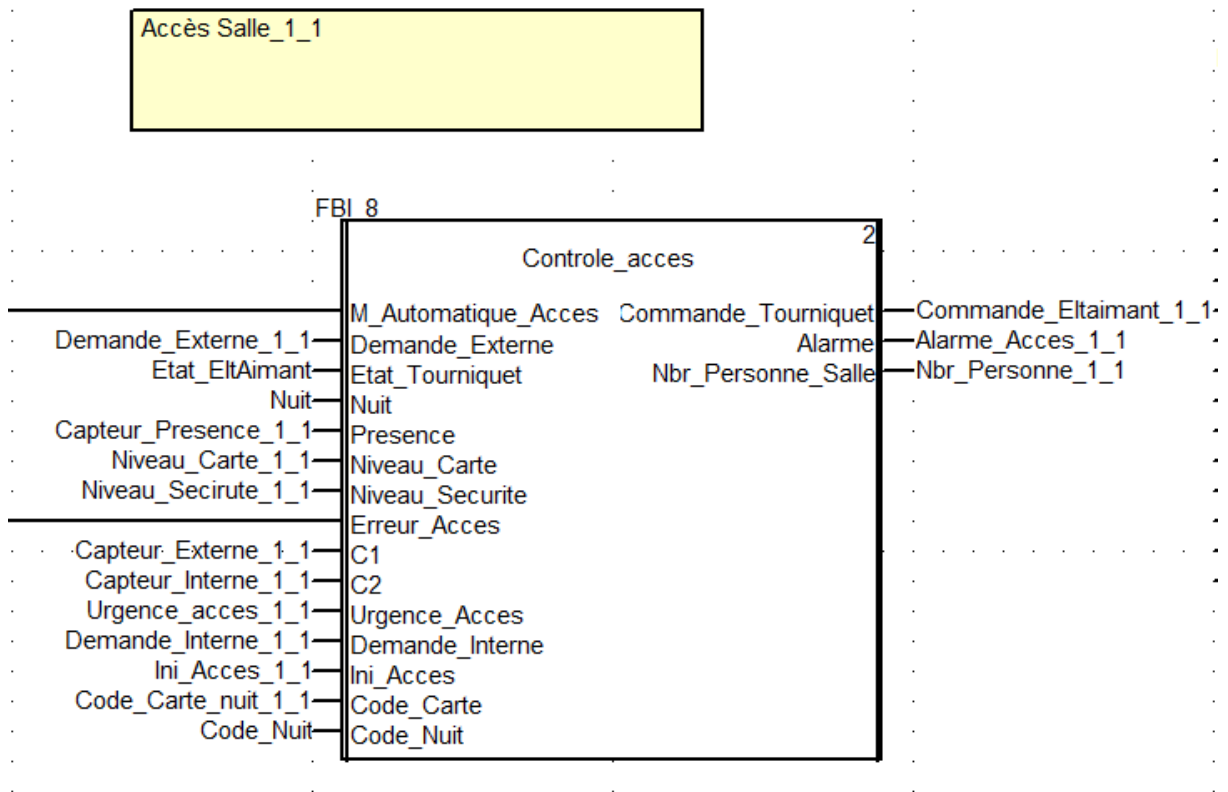 Accès Salle_1_1
FBI_8
2
Controle_acces
M_Automatique_Acces Commande_Tourniquet Commande_Eltaimant_1_1
Demande_Externe_1_1 Demande_Externe Alarme Alarme_Acces_1_1
Etat_EltAimant Etat_Tourniquet Nbr_Personne_Salle Nbr_Personne_1_1
Nuit Nuit
Capteur_Presence_1_1 Presence
Niveau_Carte_1_1 Niveau_Carte
Niveau_Secirute_1_1 Niveau_Securite
Erreur_Acces
Capteur_Externe_1_1 C1
Capteur_Interne_1_1 C2
Urgence_acces_1_1 Urgence_Acces
Demande_Interne_1_1 Demande_Interne
Ini_Acces_1_1 Ini_Acces
Code_Carte_nuit_1_1 Code_Carte
Code_Nuit Code_Nuit